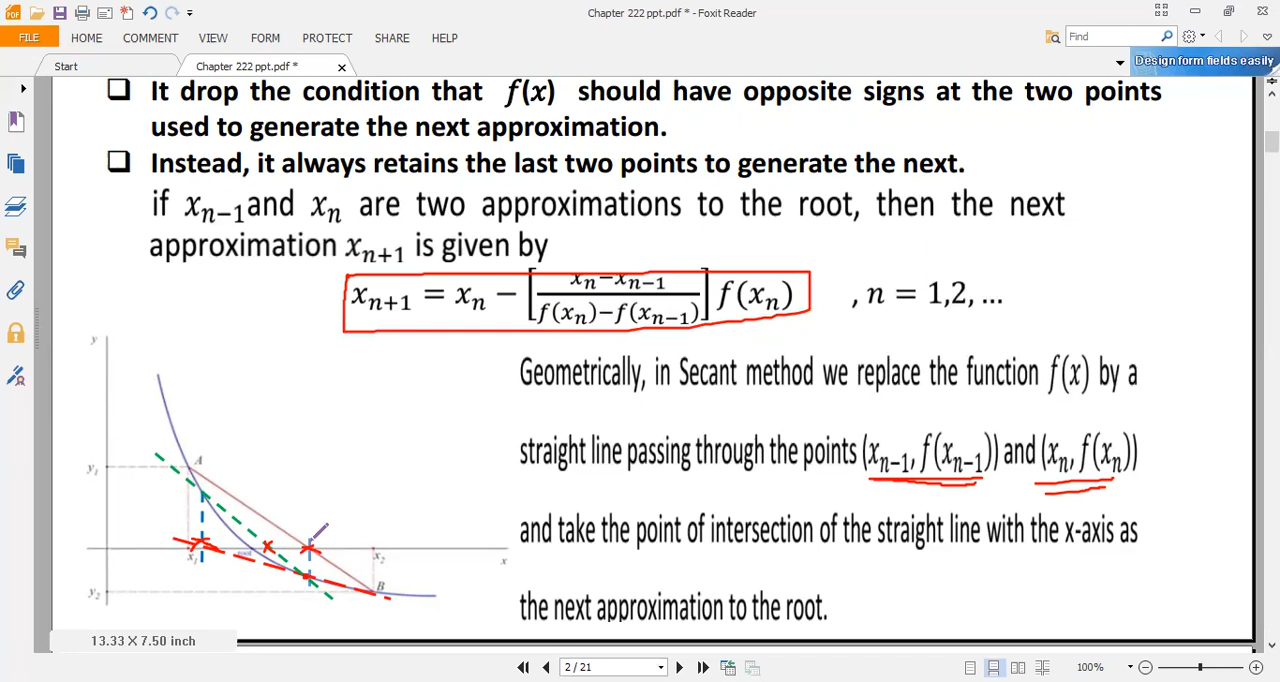 Chapter 222 ppt.pdf * - Foxit Reader
FILE HOME COMMENT VIEW FORM PROTECT SHARE HELP Find
Design form fields easily
Start Chapter 222 ppt.pdf *
It drop the condition that f(x) should have opposite signs at the two points
used to generate the next approximation.
Instead, it always retains the last two points to generate the next.
if xₙ₋₁and xₙ are two approximations to the root, then the next
approximation xₙ₊₁ is given by
xₙ₊₁ = xₙ − [(xₙ−xₙ₋₁)/(f(xₙ)−f(xₙ₋₁))] f(xₙ) , n = 1,2, ...
Geometrically, in Secant method we replace the function f(x) by a
straight line passing through the points (xₙ₋₁, f(xₙ₋₁)) and (xₙ, f(xₙ))
and take the point of intersection of the straight line with the x-axis as
the next approximation to the root.
y
y₁ A
x₁ x₂ x
y₂ B
13.33 X 7.50 inch
2 / 21 100%